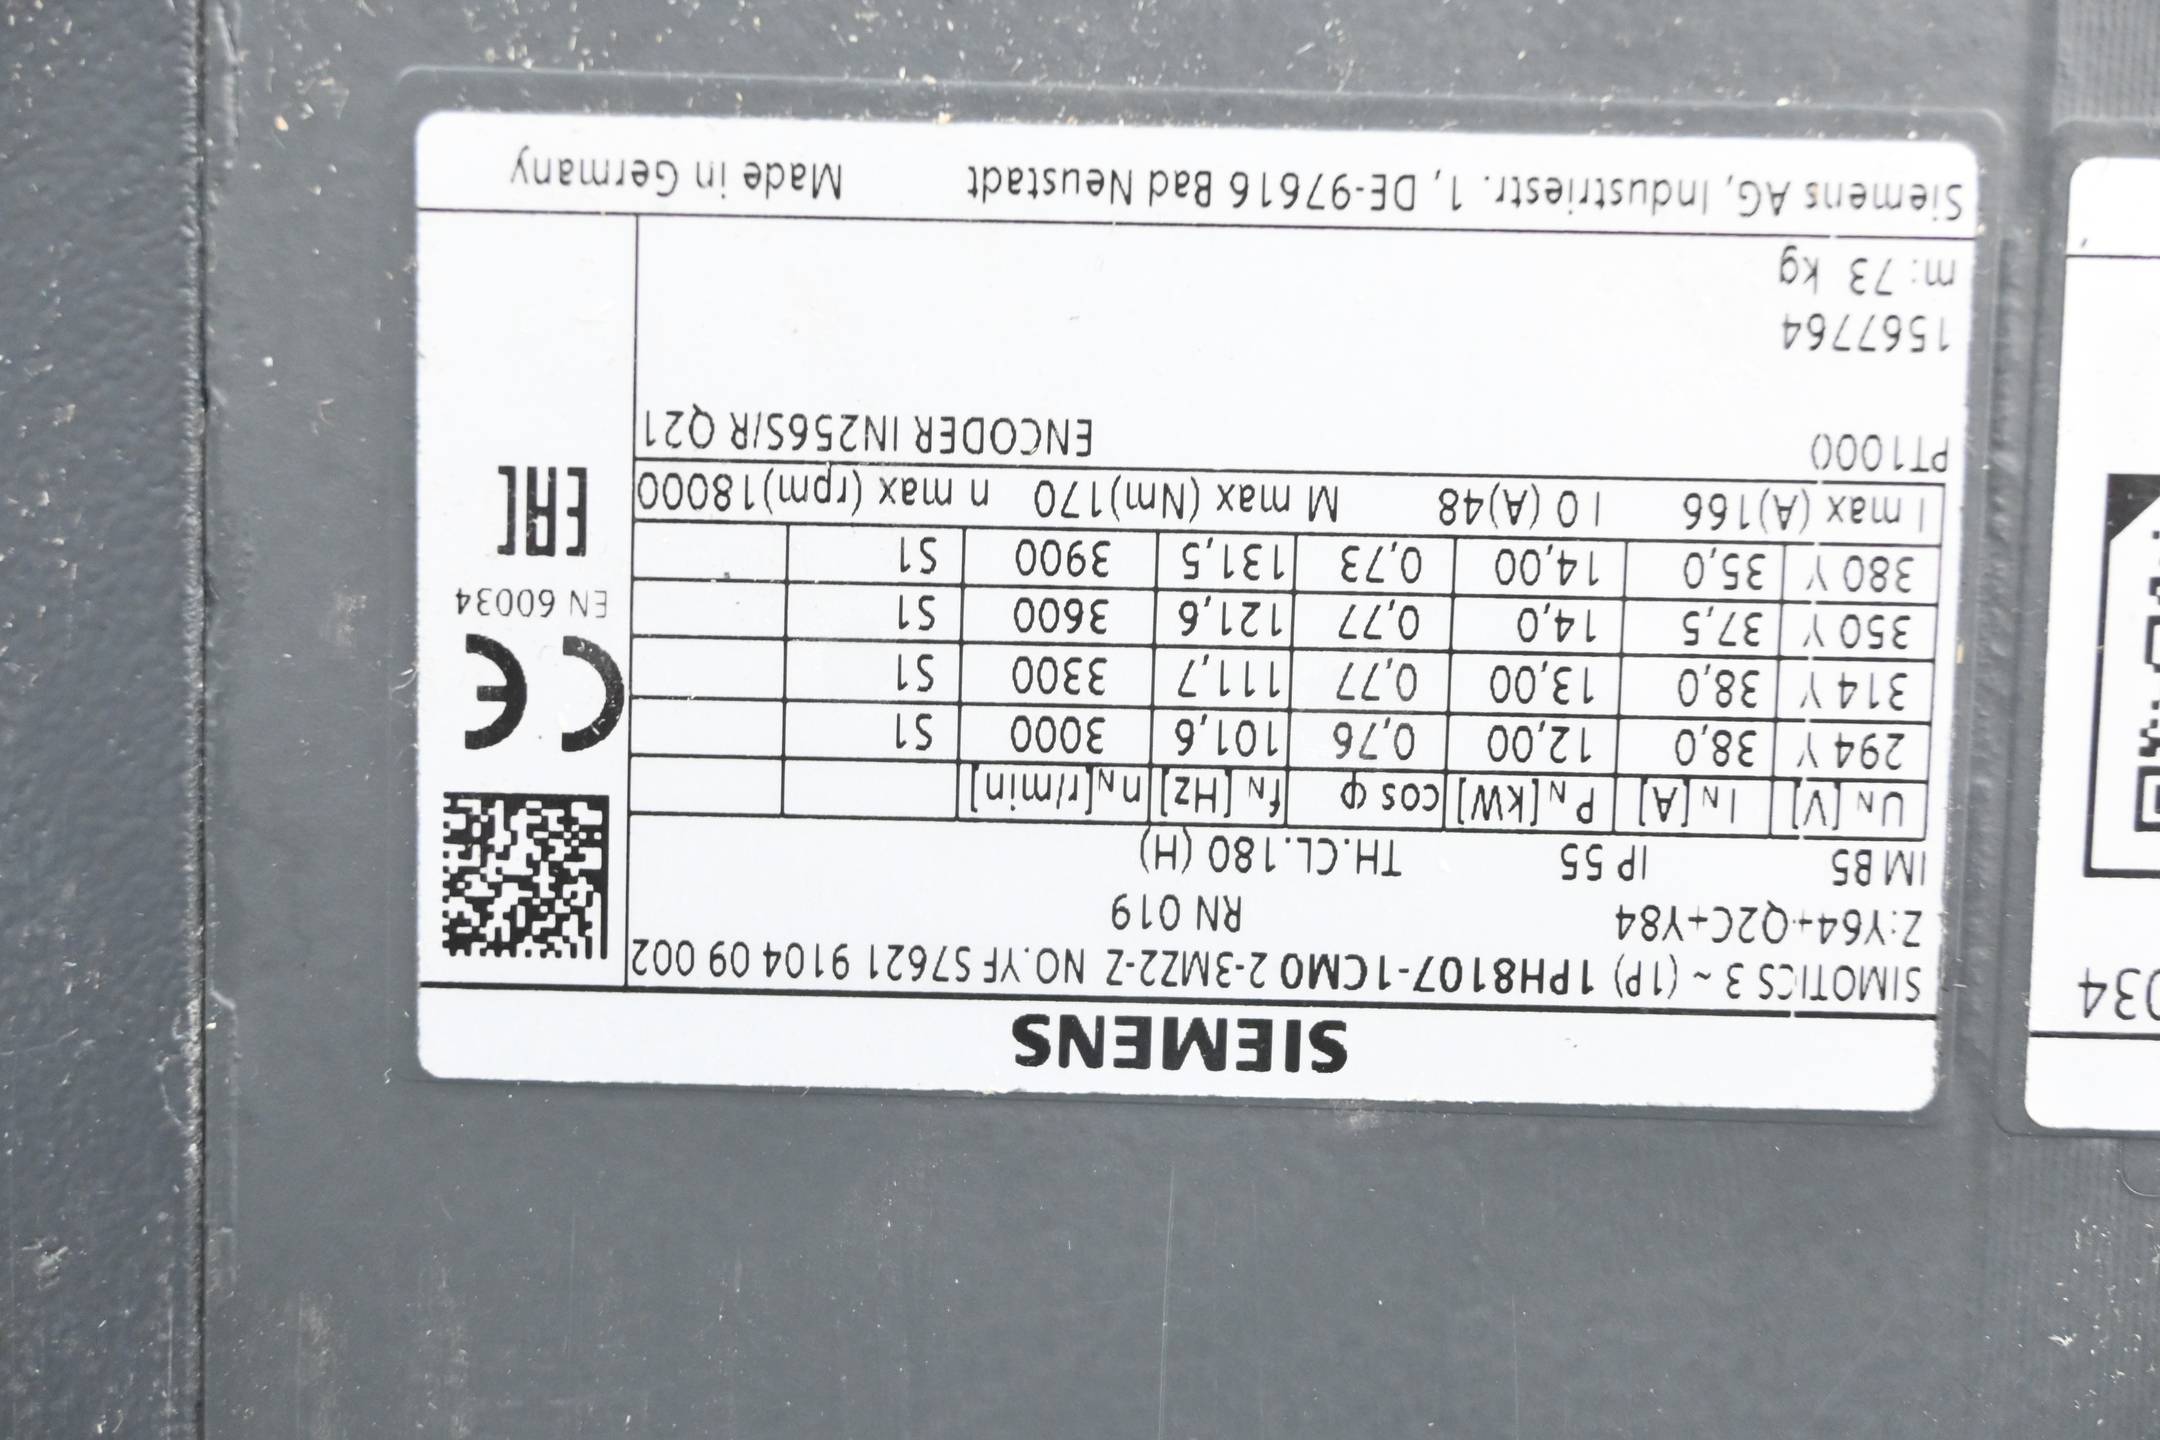 SIEMENS
SIMOTICS 3 ~ (1P) 1PH8107-1CM02-3MZ2-Z NO.YFS7621 9104 09 002
Z:Y64+Q2C+Y84 RN 019
IM B5 IP 55 TH.CL.180 (H)
UN [V] IN [A] PN [kW] cos φ fN [Hz] nN [r/min]
294 Y 38,0 12,00 0,76 101,6 3000 S1
314 Y 38,0 13,00 0,77 111,7 3300 S1
350 Y 37,5 14,0 0,77 121,6 3600 S1
380 Y 35,0 14,00 0,73 131,5 3900 S1
I max (A)166 I0 (A)48 M max (Nm)170 n max (rpm)18000
PT1000 ENCODER IN256S/R Q21
1567764
m: 73 kg
CE
EN 60034
EAC
Siemens AG, Industriestr. 1, DE-97616 Bad Neustadt Made in Germany
034